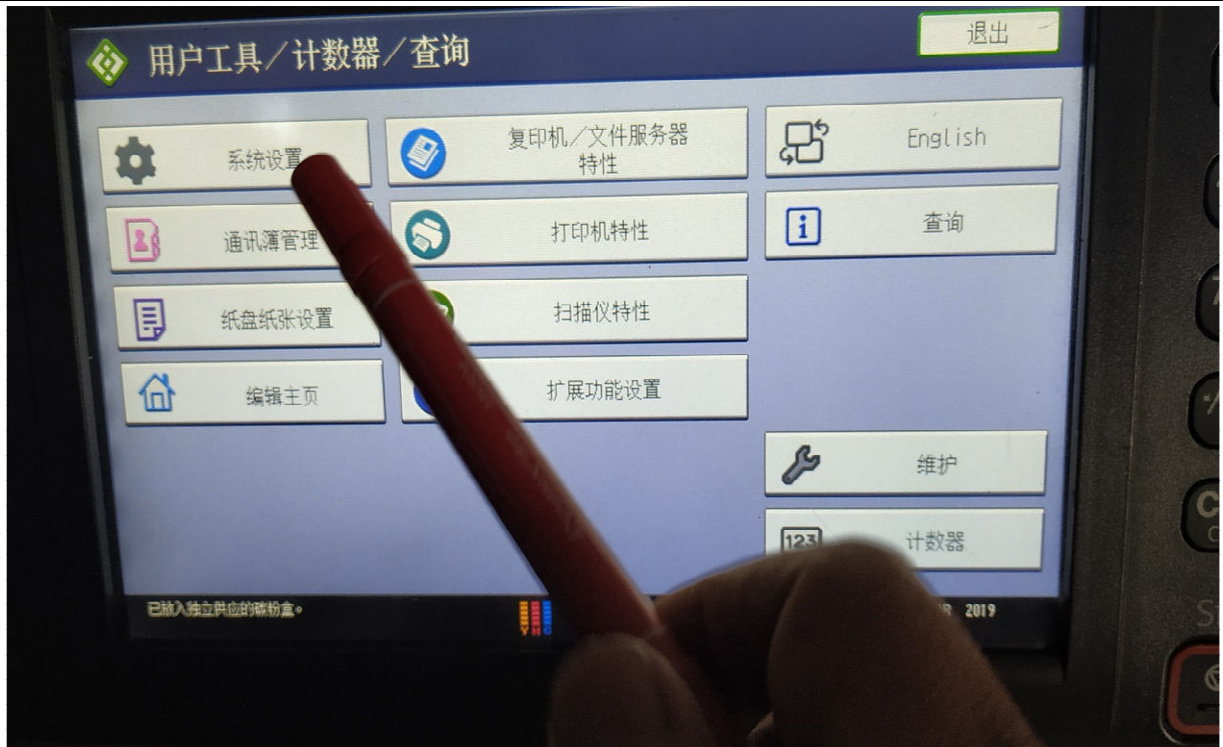 用户工具／计数器／查询
退出
系统设置
复印机／文件服务器
特性
English
通讯簿管理
打印机特性
查询
纸盘纸张设置
扫描仪特性
编辑主页
扩展功能设置
维护
123
计数器
已放入独立供应的碳粉盒。
Y M C
2019